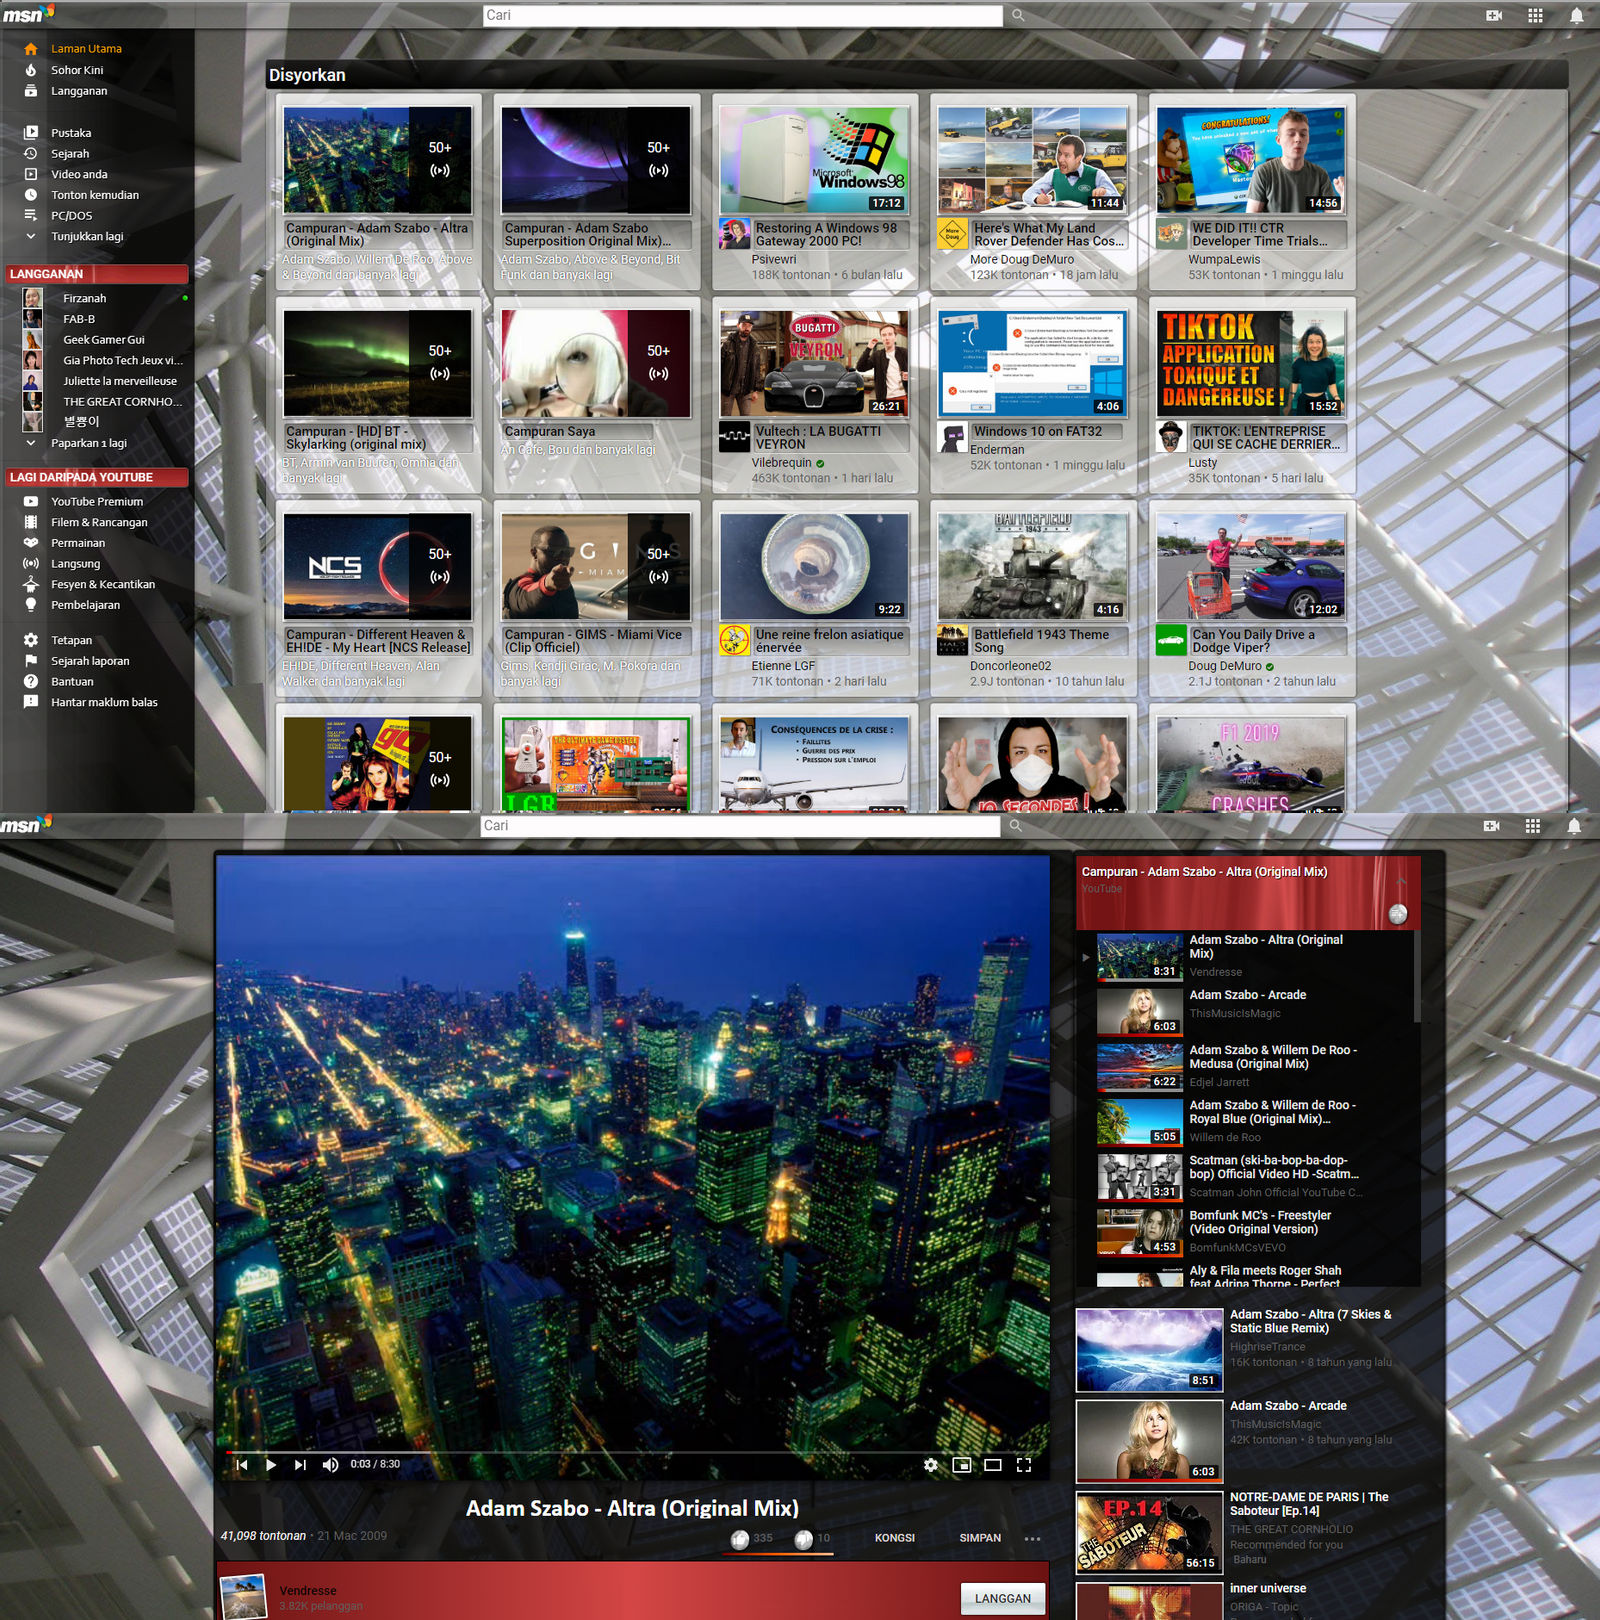 msn
Cari
Laman Utama
Sohor Kini
Langganan
Pustaka
Sejarah
Video anda
Tonton kemudian
PC/DOS
Tunjukkan lagi
LANGGANAN
Firzanah
FAB-B
Geek Gamer Gui
Gia Photo Tech Jeux vi...
Juliette la merveilleuse
THE GREAT CORNHO...
별뿅이
Paparkan 1 lagi
LAGI DARIPADA YOUTUBE
YouTube Premium
Filem & Rancangan
Permainan
Langsung
Fesyen & Kecantikan
Pembelajaran
Tetapan
Sejarah laporan
Bantuan
Hantar maklum balas
Disyorkan
50+
Campuran - Adam Szabo - Altra
(Original Mix)
Adam Szabo, Willem De Roo, Above
& Beyond dan banyak lagi
50+
Campuran - Adam Szabo
Superposition Original Mix)...
Adam Szabo, Above & Beyond, Bit
Funk dan banyak lagi
Microsoft
Windows98
17:12
Restoring A Windows 98
Gateway 2000 PC!
Psivewri
188K tontonan • 6 bulan lalu
11:44
More
Doug
Here's What My Land
Rover Defender Has Cos...
More Doug DeMuro
123K tontonan • 18 jam lalu
CONGRATULATIONS!
14:56
WE DID IT!! CTR
Developer Time Trials...
WumpaLewis
53K tontonan • 1 minggu lalu
50+
Campuran - [HD] BT -
Skylarking (original mix)
BT, Armin van Buuren, Omnia dan
banyak lagi
50+
Campuran Saya
An Cafe, Bou dan banyak lagi
BUGATTI
VEYRON
26:21
Vultech : LA BUGATTI
VEYRON
Vilebrequin
463K tontonan • 1 hari lalu
4:06
Windows 10 on FAT32
Enderman
52K tontonan • 1 minggu lalu
TIKTOK
APPLICATION
TOXIQUE ET
DANGEREUSE !
15:52
TIKTOK: L'ENTREPRISE
QUI SE CACHE DERRIER...
Lusty
35K tontonan • 5 hari lalu
NCS
50+
Campuran - Different Heaven &
EH!DE - My Heart [NCS Release]
EH!DE, Different Heaven, Alan
Walker dan banyak lagi
MIAM
50+
Campuran - GIMS - Miami Vice
(Clip Officiel)
Gims, Kendji Girac, M. Pokora dan
banyak lagi
9:22
Une reine frelon asiatique
énervée
Etienne LGF
71K tontonan • 2 hari lalu
BATTLEFIELD
1943
4:16
HALO
Battlefield 1943 Theme
Song
Doncorleone02
2.9J tontonan • 10 tahun lalu
12:02
Can You Daily Drive a
Dodge Viper?
Doug DeMuro
2.1J tontonan • 2 tahun lalu
go
50+
THE ULTIMATE GAME BUSTER
LGR
CONSÉQUENCES DE LA CRISE :
• FAILLITES
• GUERRE DES PRIX
• PRESSION SUR L'EMPLOI
10 SECONDES !
F1 2019
CRASHES
msn
Cari
0:03 / 8:30
Adam Szabo - Altra (Original Mix)
41,098 tontonan • 21 Mac 2009
335
10
KONGSI
SIMPAN
Vendresse
3.82K pelanggan
LANGGAN
Campuran - Adam Szabo - Altra (Original Mix)
YouTube
8:31
Adam Szabo - Altra (Original
Mix)
Vendresse
6:03
Adam Szabo - Arcade
ThisMusicIsMagic
6:22
Adam Szabo & Willem De Roo -
Medusa (Original Mix)
Edjel Jarrett
5:05
Adam Szabo & Willem de Roo -
Royal Blue (Original Mix)...
Willem de Roo
3:31
Scatman (ski-ba-bop-ba-dop-
bop) Official Video HD -Scatm...
Scatman John Official YouTube C...
vevo
4:53
Bomfunk MC's - Freestyler
(Video Original Version)
BomfunkMCsVEVO
Aly & Fila meets Roger Shah
feat Adrina Thorpe - Perfect
8:51
Adam Szabo - Altra (7 Skies &
Static Blue Remix)
HighriseTrance
16K tontonan • 8 tahun yang lalu
6:03
Adam Szabo - Arcade
ThisMusicIsMagic
42K tontonan • 8 tahun yang lalu
EP.14
THE
SABOTEUR
56:15
NOTRE-DAME DE PARIS | The
Saboteur [Ep.14]
THE GREAT CORNHOLIO
Recommended for you
Baharu
inner universe
ORIGA - Topic